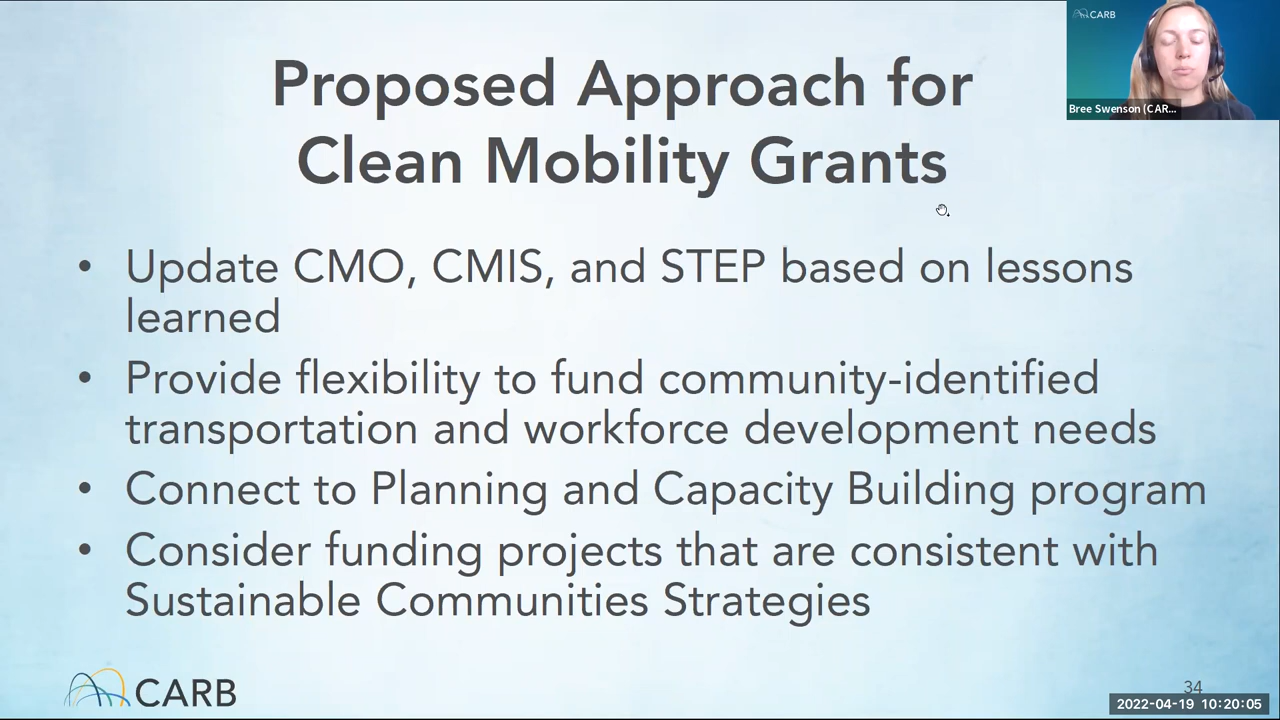 CARB
Bree Swenson (CAR...
Proposed Approach for
Clean Mobility Grants
• Update CMO, CMIS, and STEP based on lessons
learned
• Provide flexibility to fund community-identified
transportation and workforce development needs
• Connect to Planning and Capacity Building program
• Consider funding projects that are consistent with
Sustainable Communities Strategies
CARB
34
2022-04-19 10:20:05